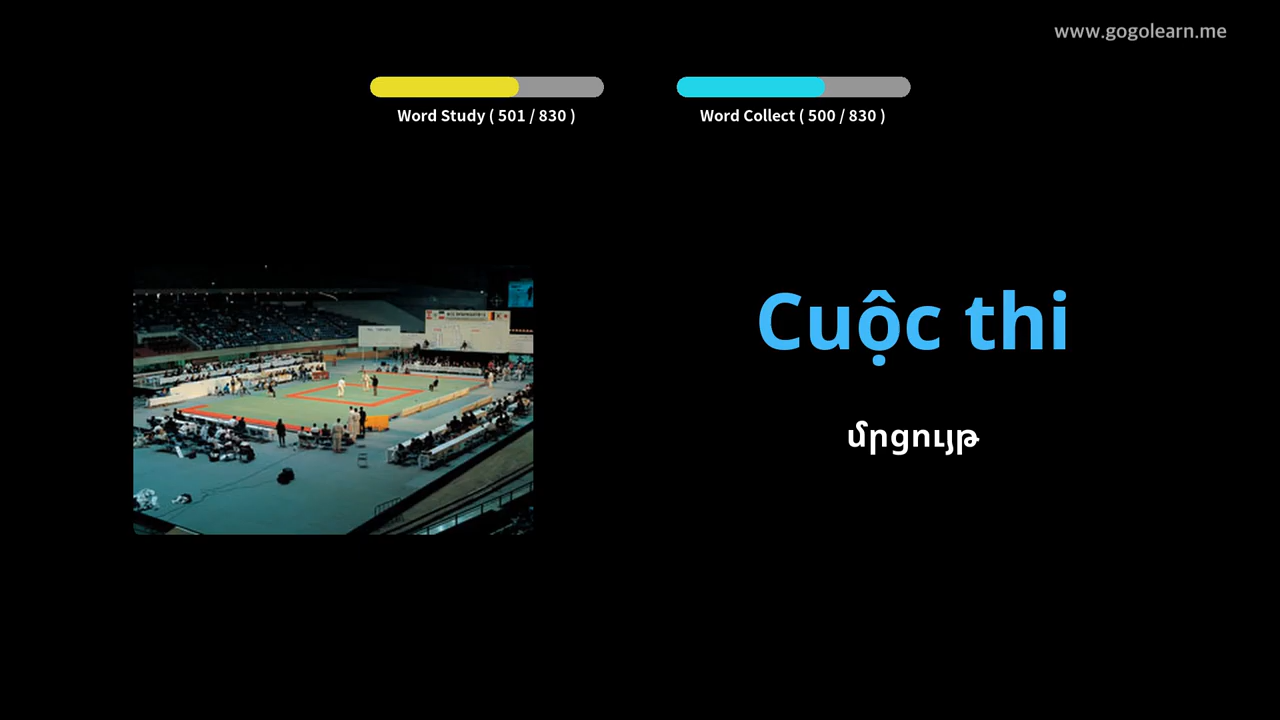 www.gogolearn.me
Word Study ( 501 / 830 )
Word Collect ( 500 / 830 )
Cuộc thi
մրցույթ